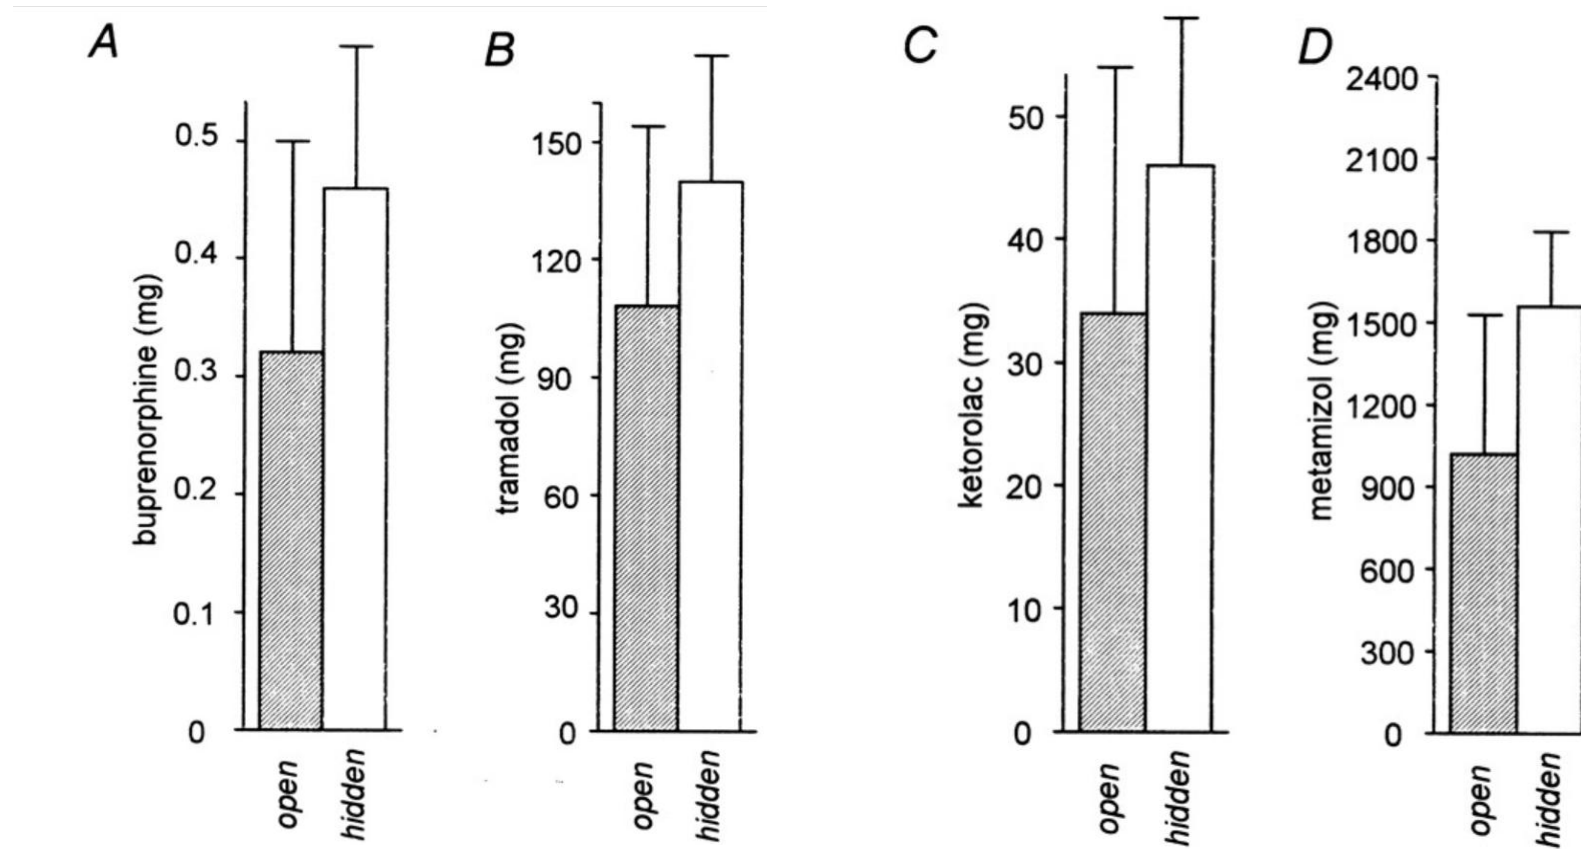 A
buprenorphine (mg)
0.5
0.4
0.3
0.2
0.1
0
open
hidden
B
tramadol (mg)
150
120
90
60
30
0
open
hidden
C
ketorolac (mg)
50
40
30
20
10
0
open
hidden
D
metamizol (mg)
2400
2100
1800
1500
1200
900
600
300
0
open
hidden